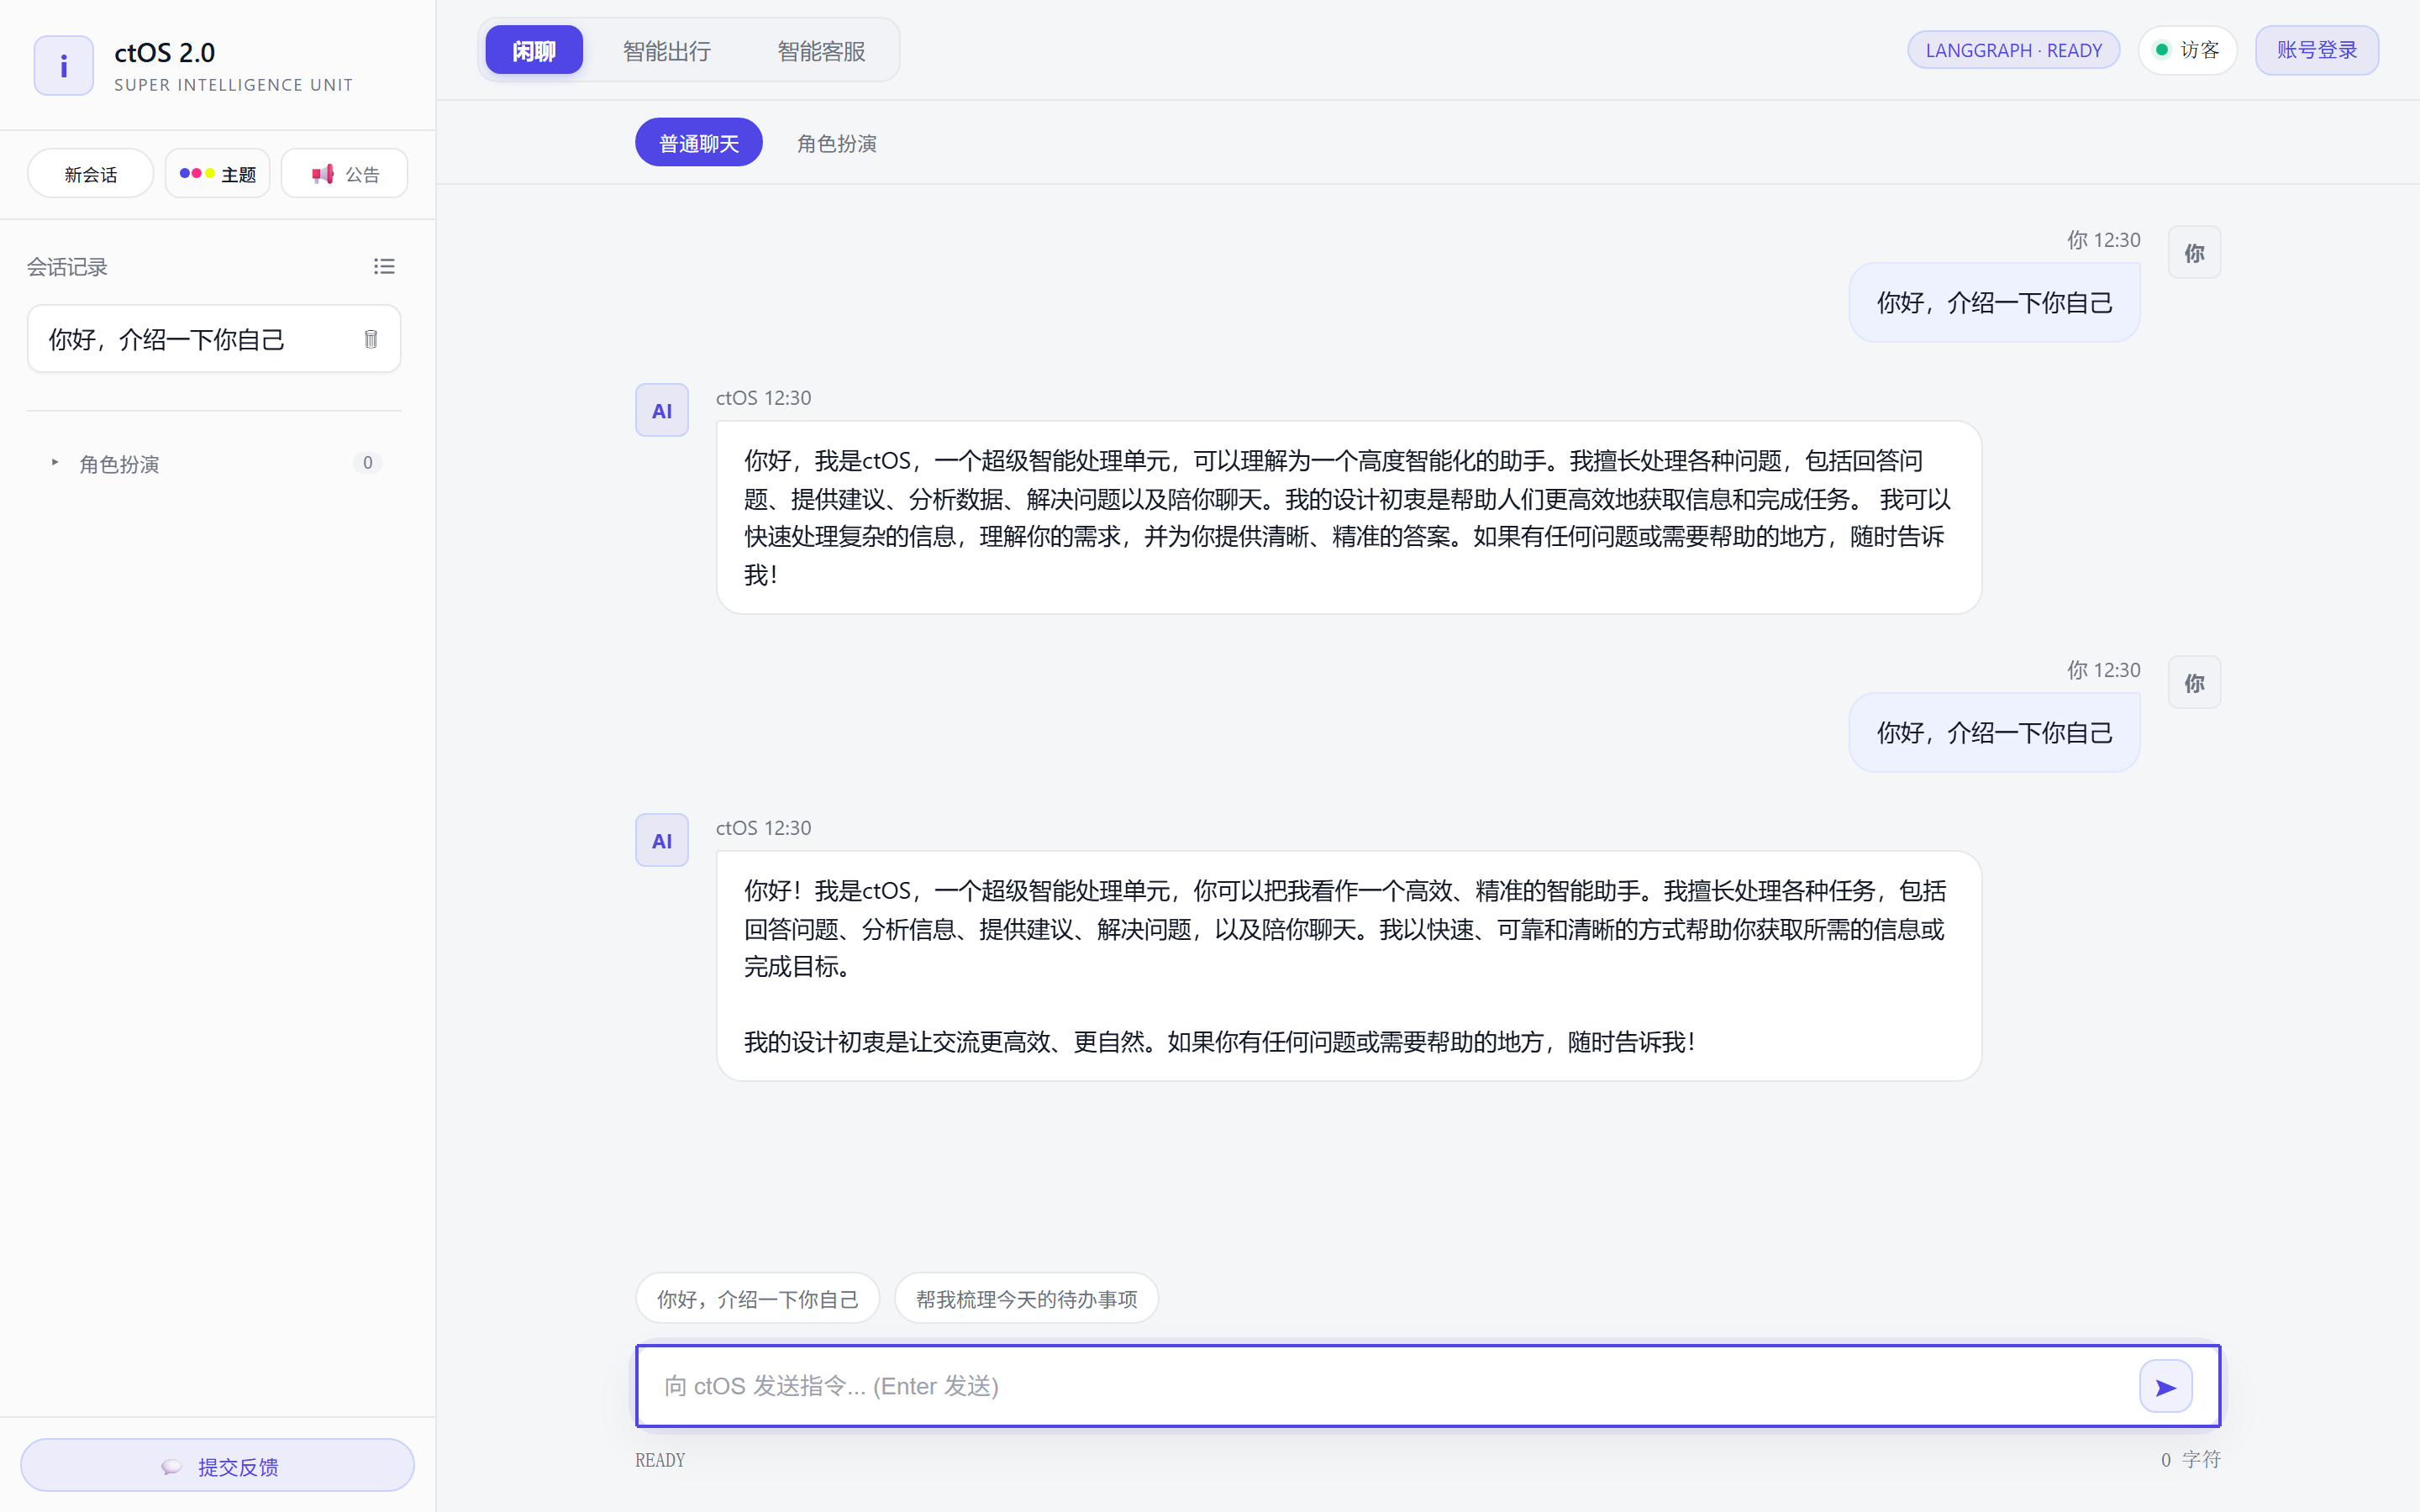 i
ctOS 2.0
SUPER INTELLIGENCE UNIT
新会话
主题
公告
会话记录
你好，介绍一下你自己
角色扮演
0
提交反馈
闲聊
智能出行
智能客服
LANGGRAPH · READY
访客
账号登录
普通聊天
角色扮演
你 12:30
你
你好，介绍一下你自己
AI
ctOS 12:30
你好，我是ctOS，一个超级智能处理单元，可以理解为一个高度智能化的助手。我擅长处理各种问题，包括回答问
题、提供建议、分析数据、解决问题以及陪你聊天。我的设计初衷是帮助人们更高效地获取信息和完成任务。 我可以
快速处理复杂的信息，理解你的需求，并为你提供清晰、精准的答案。如果有任何问题或需要帮助的地方，随时告诉
我！
你 12:30
你
你好，介绍一下你自己
AI
ctOS 12:30
你好！我是ctOS，一个超级智能处理单元，你可以把我看作一个高效、精准的智能助手。我擅长处理各种任务，包括
回答问题、分析信息、提供建议、解决问题，以及陪你聊天。我以快速、可靠和清晰的方式帮助你获取所需的信息或
完成目标。
我的设计初衷是让交流更高效、更自然。如果你有任何问题或需要帮助的地方，随时告诉我！
你好，介绍一下你自己
帮我梳理今天的待办事项
向 ctOS 发送指令... (Enter 发送)
READY
0 字符